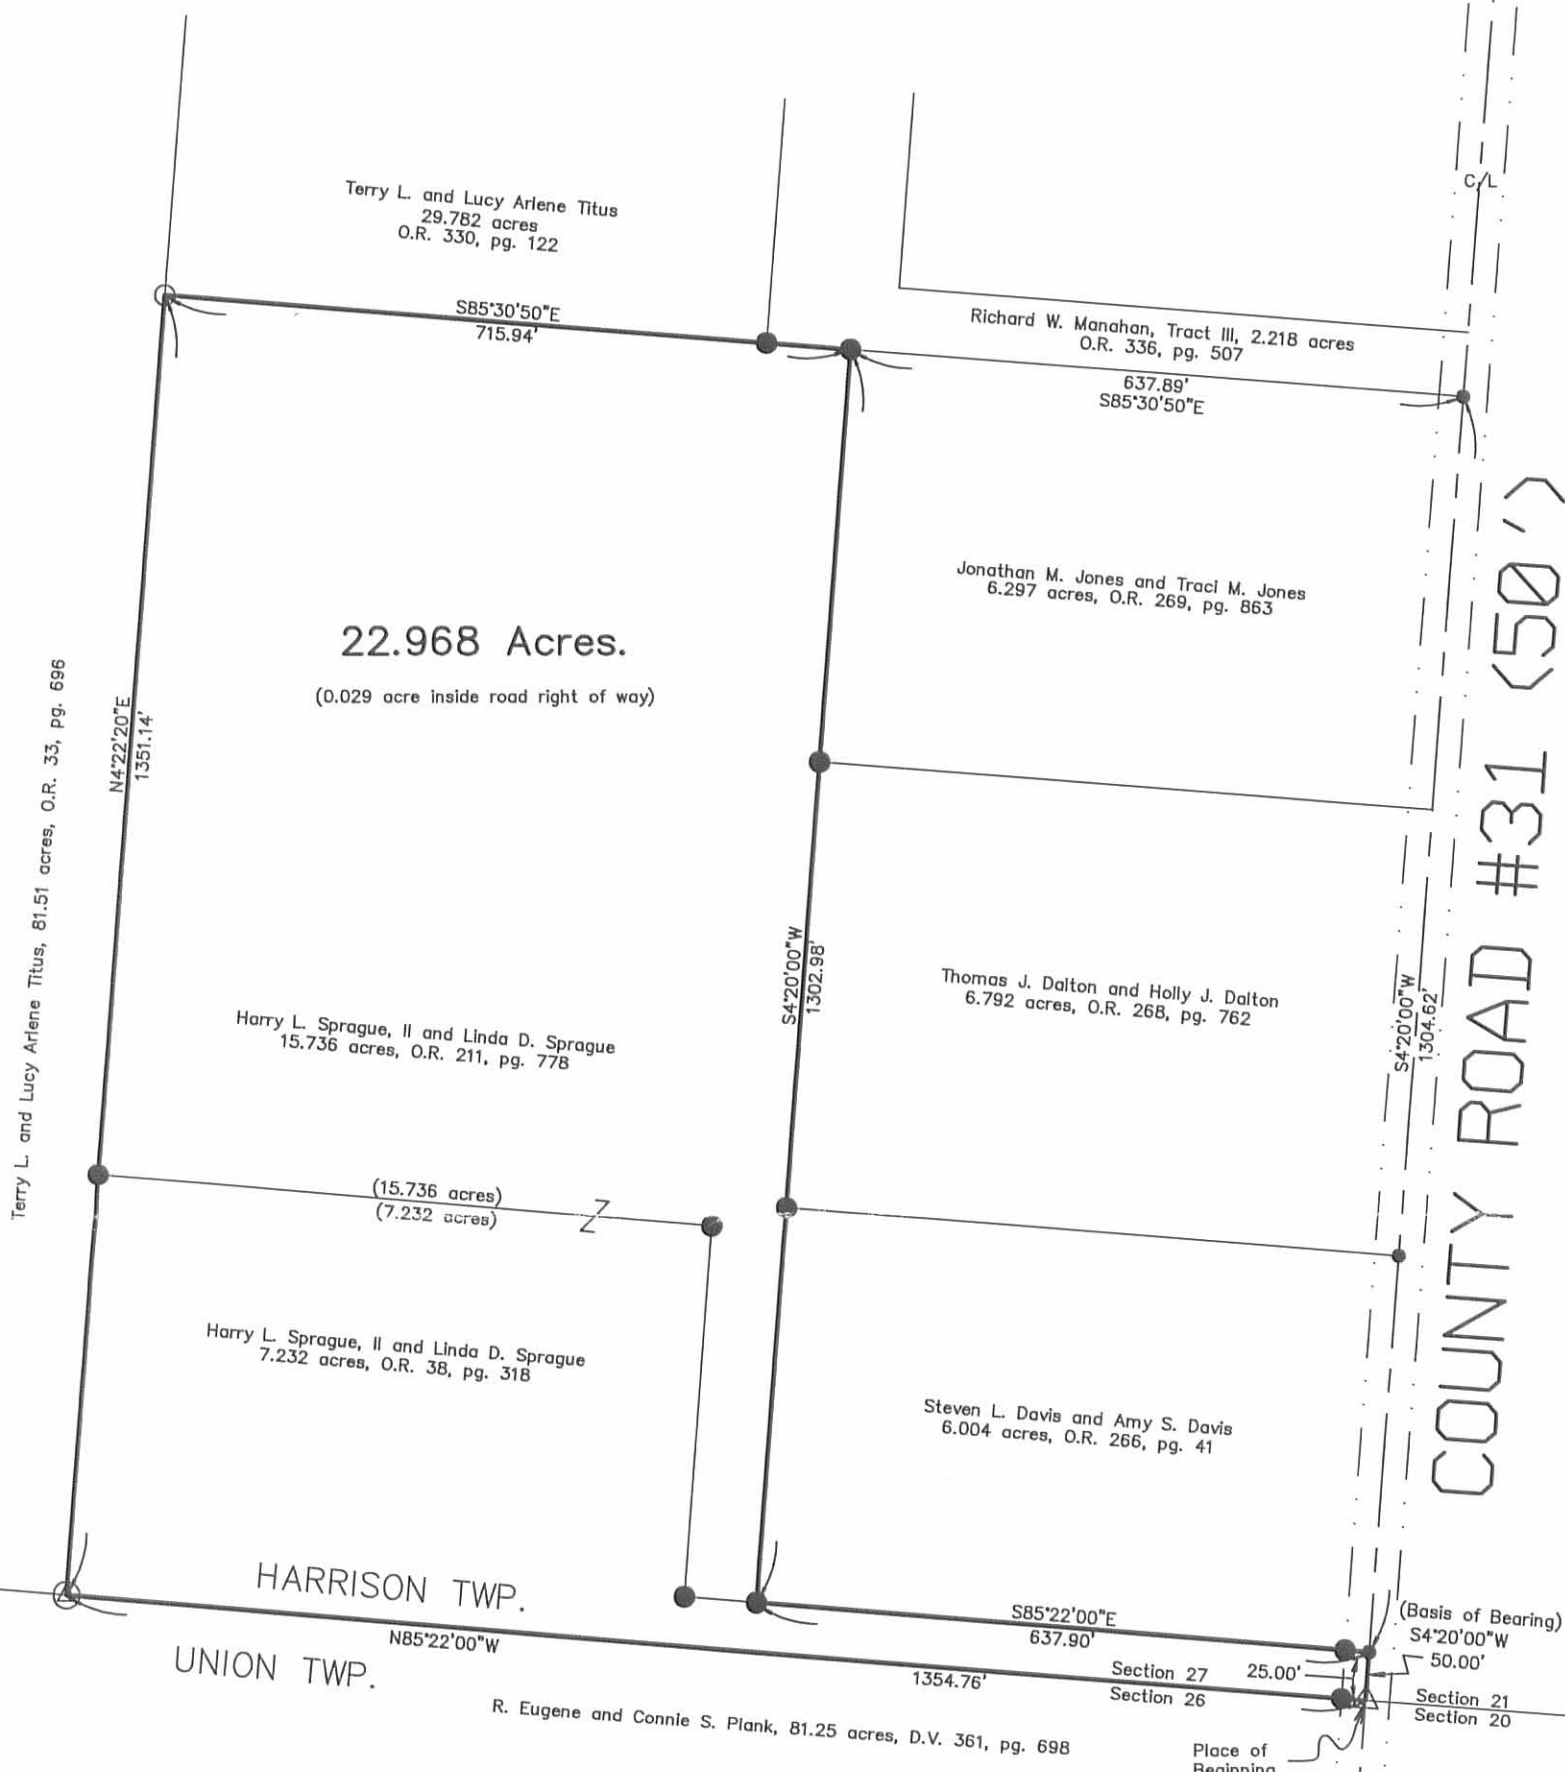 C/L
Terry L. and Lucy Arlene Titus
29.782 acres
O.R. 330, pg. 122
S85°30'50"E
715.94'
Richard W. Manahan, Tract III, 2.218 acres
O.R. 336, pg. 507
637.89'
S85°30'50"E
Jonathan M. Jones and Traci M. Jones
6.297 acres, O.R. 269, pg. 863
22.968 Acres.
(0.029 acre inside road right of way)
N4°22'20"E
1351.14'
Terry L. and Lucy Arlene Titus, 81.51 acres, O.R. 33, pg. 696
S4°20'00"W
1302.98'
Thomas J. Dalton and Holly J. Dalton
6.792 acres, O.R. 268, pg. 762
S4°20'00"W
1304.62'
COUNTY ROAD #31 (50')
Harry L. Sprague, II and Linda D. Sprague
15.736 acres, O.R. 211, pg. 778
(15.736 acres)
(7.232 acres)
Z
Harry L. Sprague, II and Linda D. Sprague
7.232 acres, O.R. 38, pg. 318
Steven L. Davis and Amy S. Davis
6.004 acres, O.R. 266, pg. 41
HARRISON TWP.
UNION TWP.
N85°22'00"W
1354.76'
S85°22'00"E
637.90'
(Basis of Bearing)
S4°20'00"W
50.00'
25.00'
Section 27
Section 26
Section 21
Section 20
R. Eugene and Connie S. Plank, 81.25 acres, D.V. 361, pg. 698
Place of
Beginning